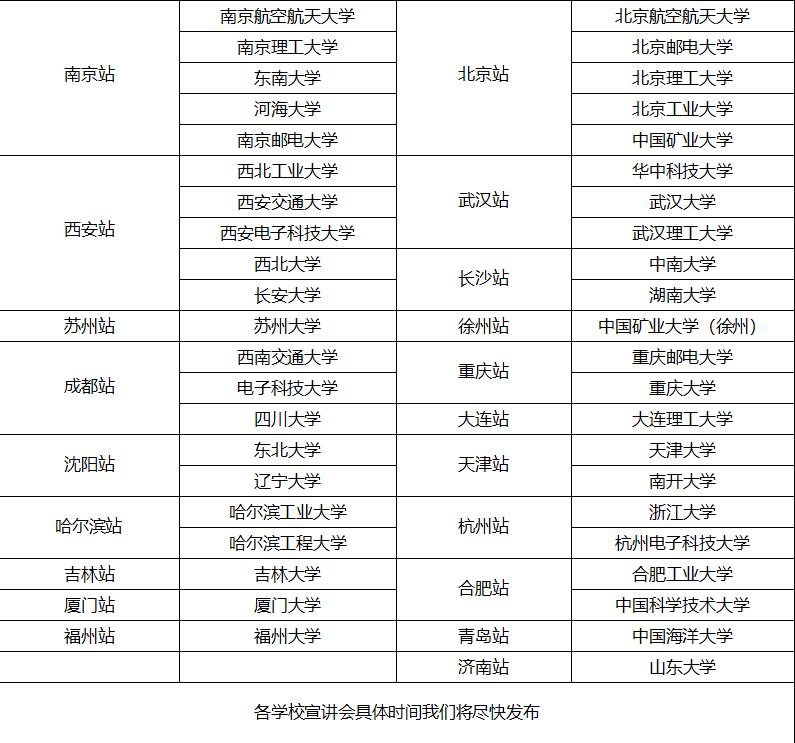 南京站
南京航空航天大学
南京理工大学
东南大学
河海大学
南京邮电大学
北京站
北京航空航天大学
北京邮电大学
北京理工大学
北京工业大学
中国矿业大学
西安站
西北工业大学
西安交通大学
西安电子科技大学
西北大学
长安大学
武汉站
华中科技大学
武汉大学
武汉理工大学
长沙站
中南大学
湖南大学
苏州站
苏州大学
徐州站
中国矿业大学（徐州）
成都站
西南交通大学
电子科技大学
四川大学
重庆站
重庆邮电大学
重庆大学
大连站
大连理工大学
沈阳站
东北大学
辽宁大学
天津站
天津大学
南开大学
哈尔滨站
哈尔滨工业大学
哈尔滨工程大学
杭州站
浙江大学
杭州电子科技大学
吉林站
吉林大学
合肥站
合肥工业大学
中国科学技术大学
厦门站
厦门大学
福州站
福州大学
青岛站
中国海洋大学
济南站
山东大学
各学校宣讲会具体时间我们将尽快发布